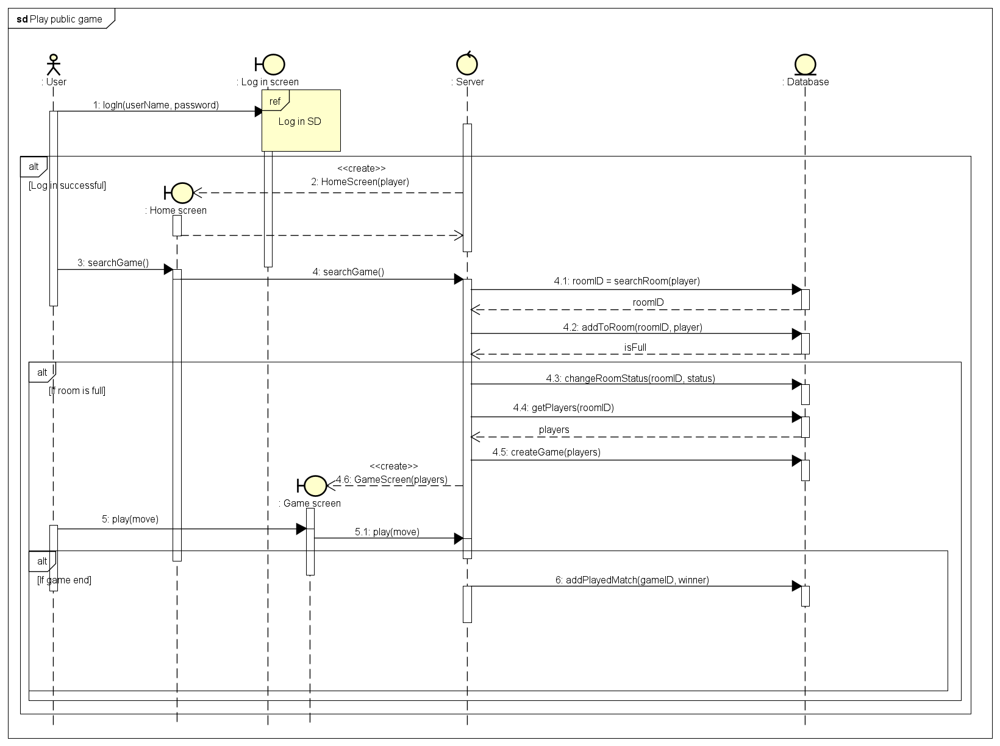 sd Play public game
: User
: Log in screen
: Server
: Database
ref
1: logIn(userName, password)
Log in SD
alt
[Log in successful]
<<create>>
2: HomeScreen(player)
: Home screen
3: searchGame()
4: searchGame()
4.1: roomID = searchRoom(player)
roomID
4.2: addToRoom(roomID, player)
isFull
alt
[If room is full]
4.3: changeRoomStatus(roomID, status)
4.4: getPlayers(roomID)
players
4.5: createGame(players)
<<create>>
4.6: GameScreen(players)
: Game screen
5: play(move)
5.1: play(move)
alt
[If game end]
6: addPlayedMatch(gameID, winner)